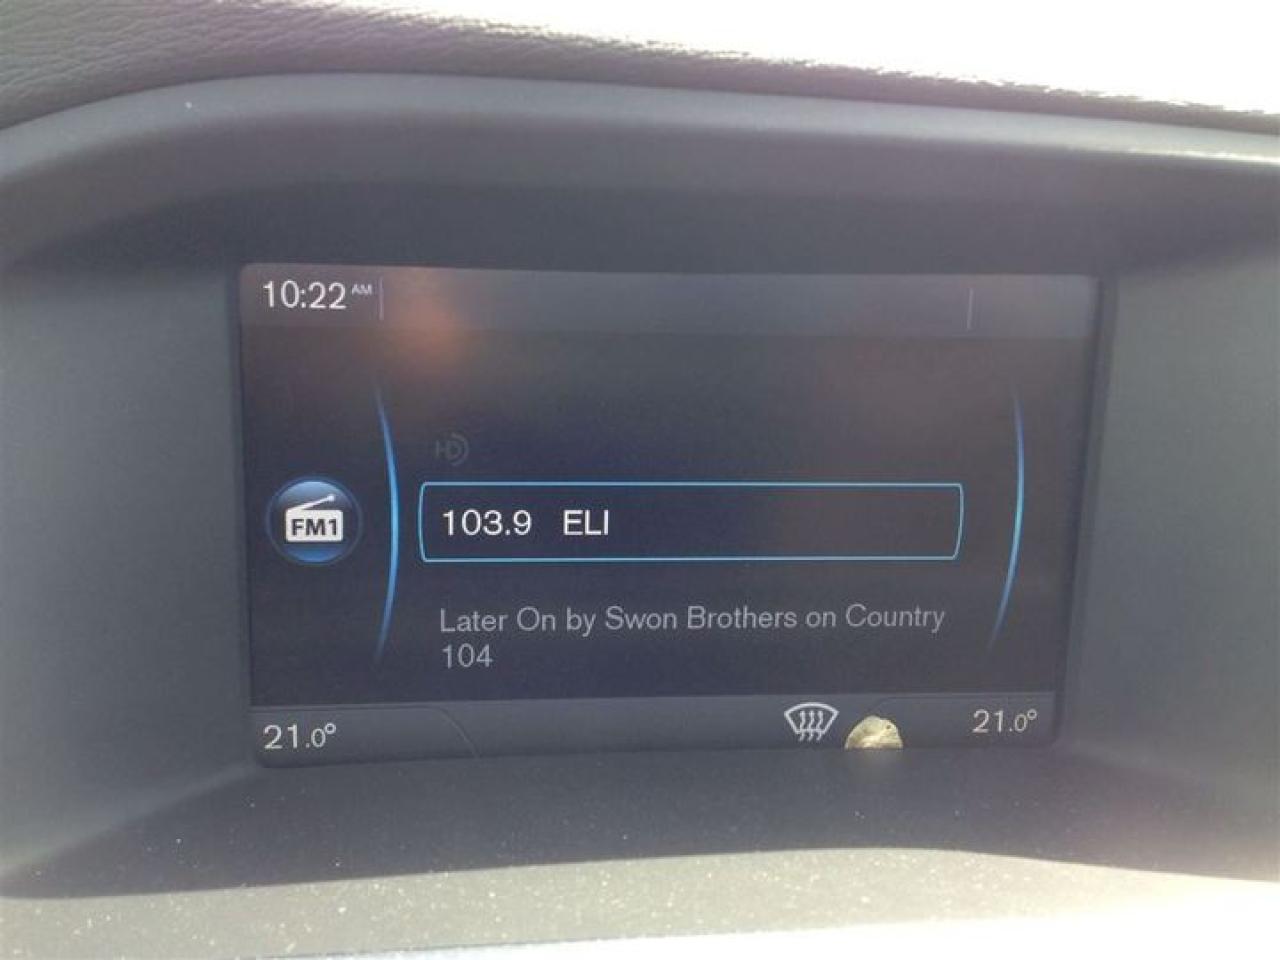 10:22 AM
HD
FM1
103.9 ELI
Later On by Swon Brothers on Country
104
21.0° 21.0°